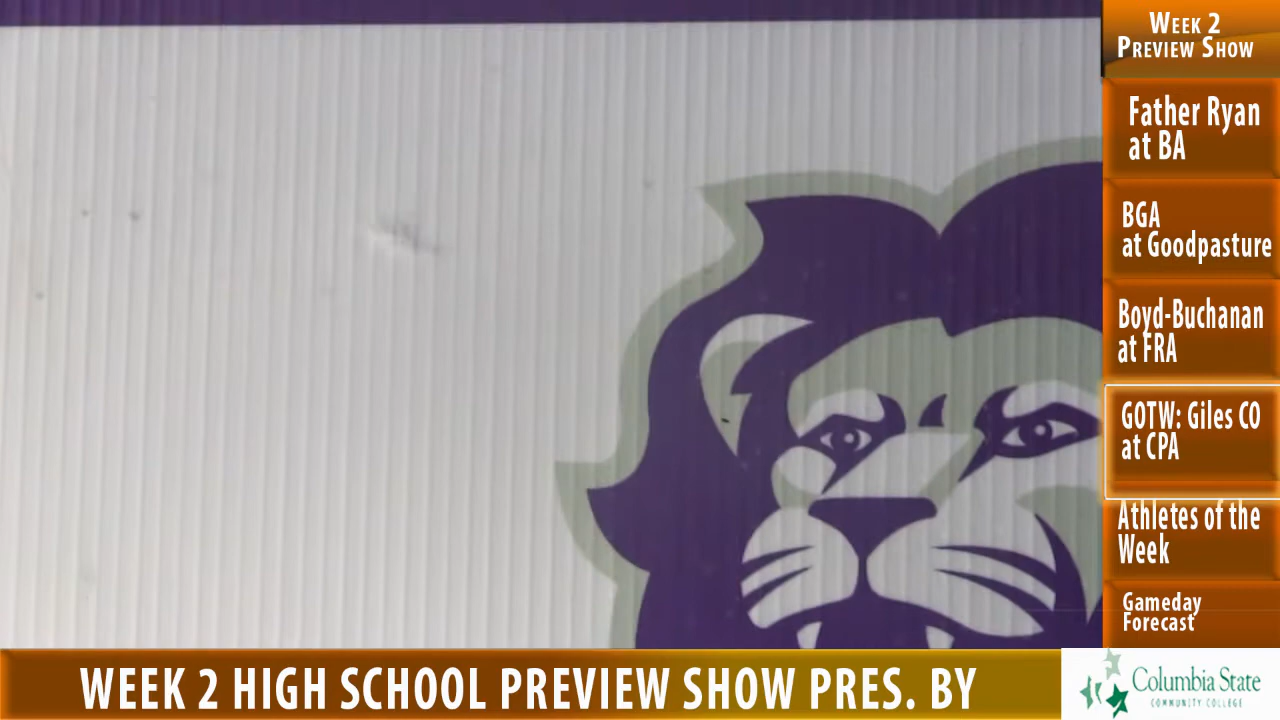 Week 2
Preview Show
Father Ryan
at BA
BGA
at Goodpasture
Boyd-Buchanan
at FRA
GOTW: Giles CO
at CPA
Athletes of the
Week
Gameday
Forecast
WEEK 2 HIGH SCHOOL PREVIEW SHOW PRES. BY
Columbia State
COMMUNITY COLLEGE